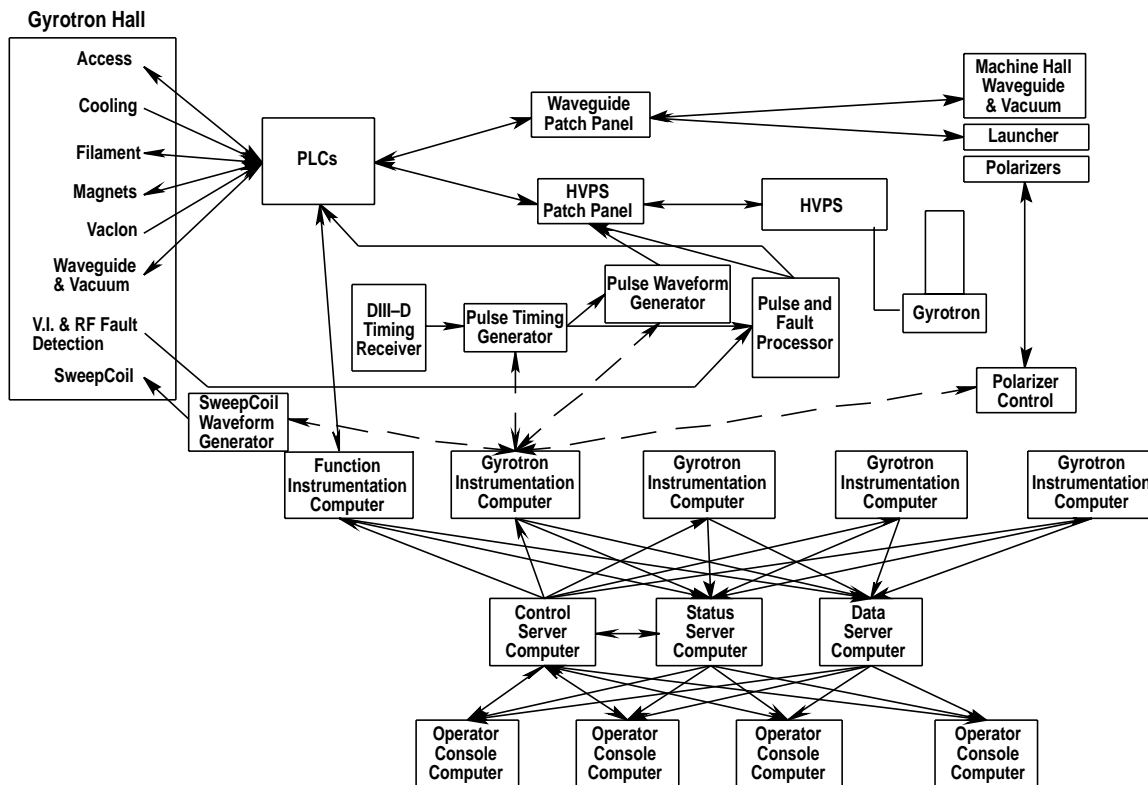 Gyrotron Hall
Access
Cooling
Filament
Magnets
VacIon
Waveguide
& Vacuum
V.I. & RF Fault
Detection
SweepCoil
PLCs
Waveguide
Patch Panel
Machine Hall
Waveguide
& Vacuum
Launcher
Polarizers
HVPS
Patch Panel
HVPS
Gyrotron
Pulse Waveform
Generator
DIII–D
Timing
Receiver
Pulse Timing
Generator
Pulse and
Fault
Processor
Polarizer
Control
SweepCoil
Waveform
Generator
Function
Instrumentation
Computer
Gyrotron
Instrumentation
Computer
Gyrotron
Instrumentation
Computer
Gyrotron
Instrumentation
Computer
Gyrotron
Instrumentation
Computer
Control
Server
Computer
Status
Server
Computer
Data
Server
Computer
Operator
Console
Computer
Operator
Console
Computer
Operator
Console
Computer
Operator
Console
Computer